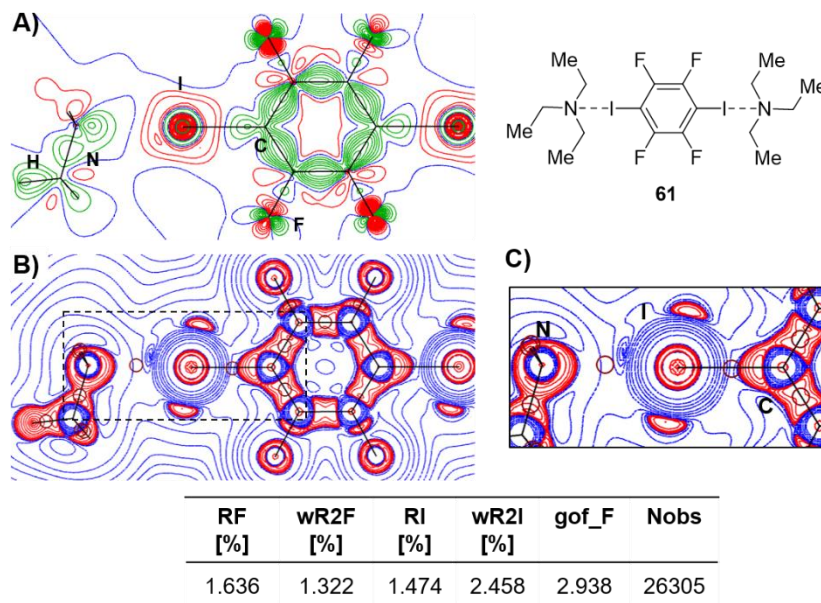 A)
I
H
N
C
F
Me
Me
F
F
Me
N
I
I
N
Me
F
F
Me
Me
61
B)
C)
N
I
C
RF wR2F RI wR2I gof_F Nobs
[%] [%] [%] [%]
1.636 1.322 1.474 2.458 2.938 26305